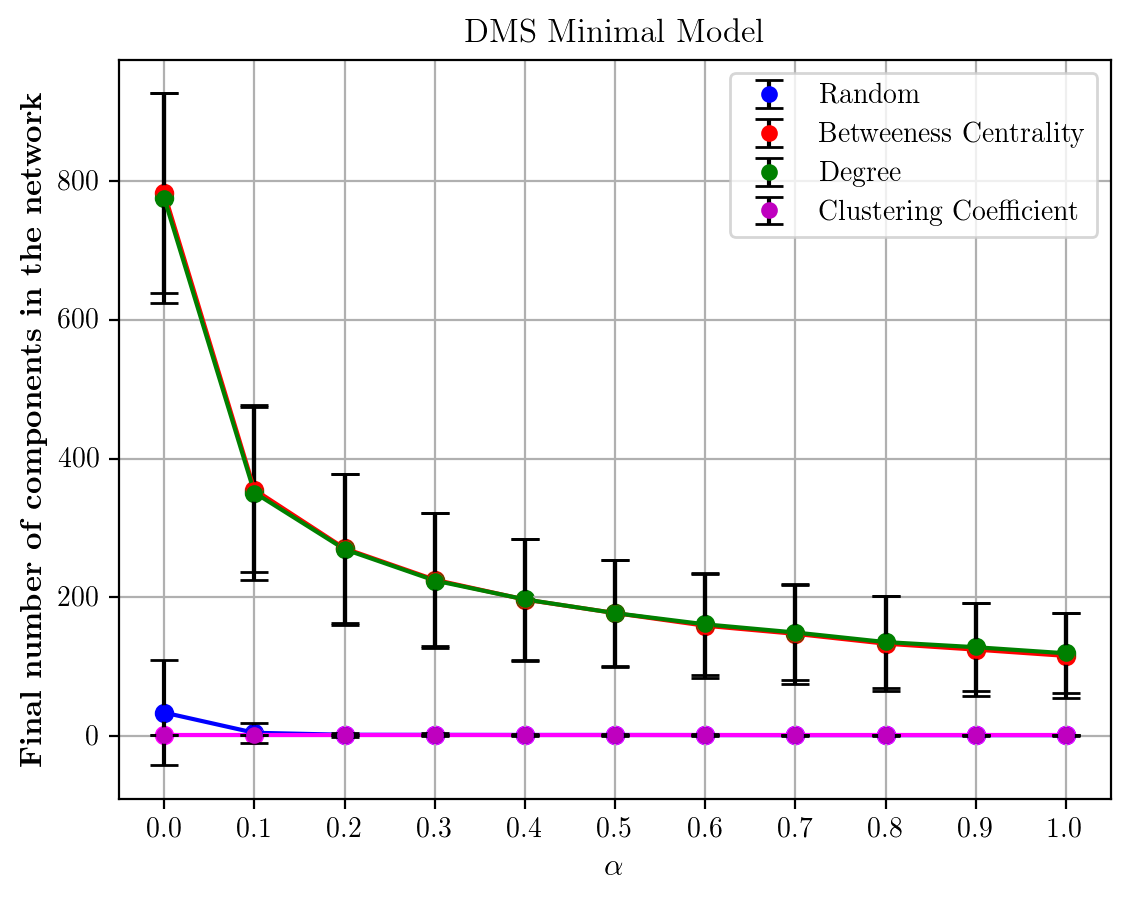 DMS Minimal Model
Final number of components in the network
800
600
400
200
0
Random
Betweeness Centrality
Degree
Clustering Coefficient
0.0 0.1 0.2 0.3 0.4 0.5 0.6 0.7 0.8 0.9 1.0
α